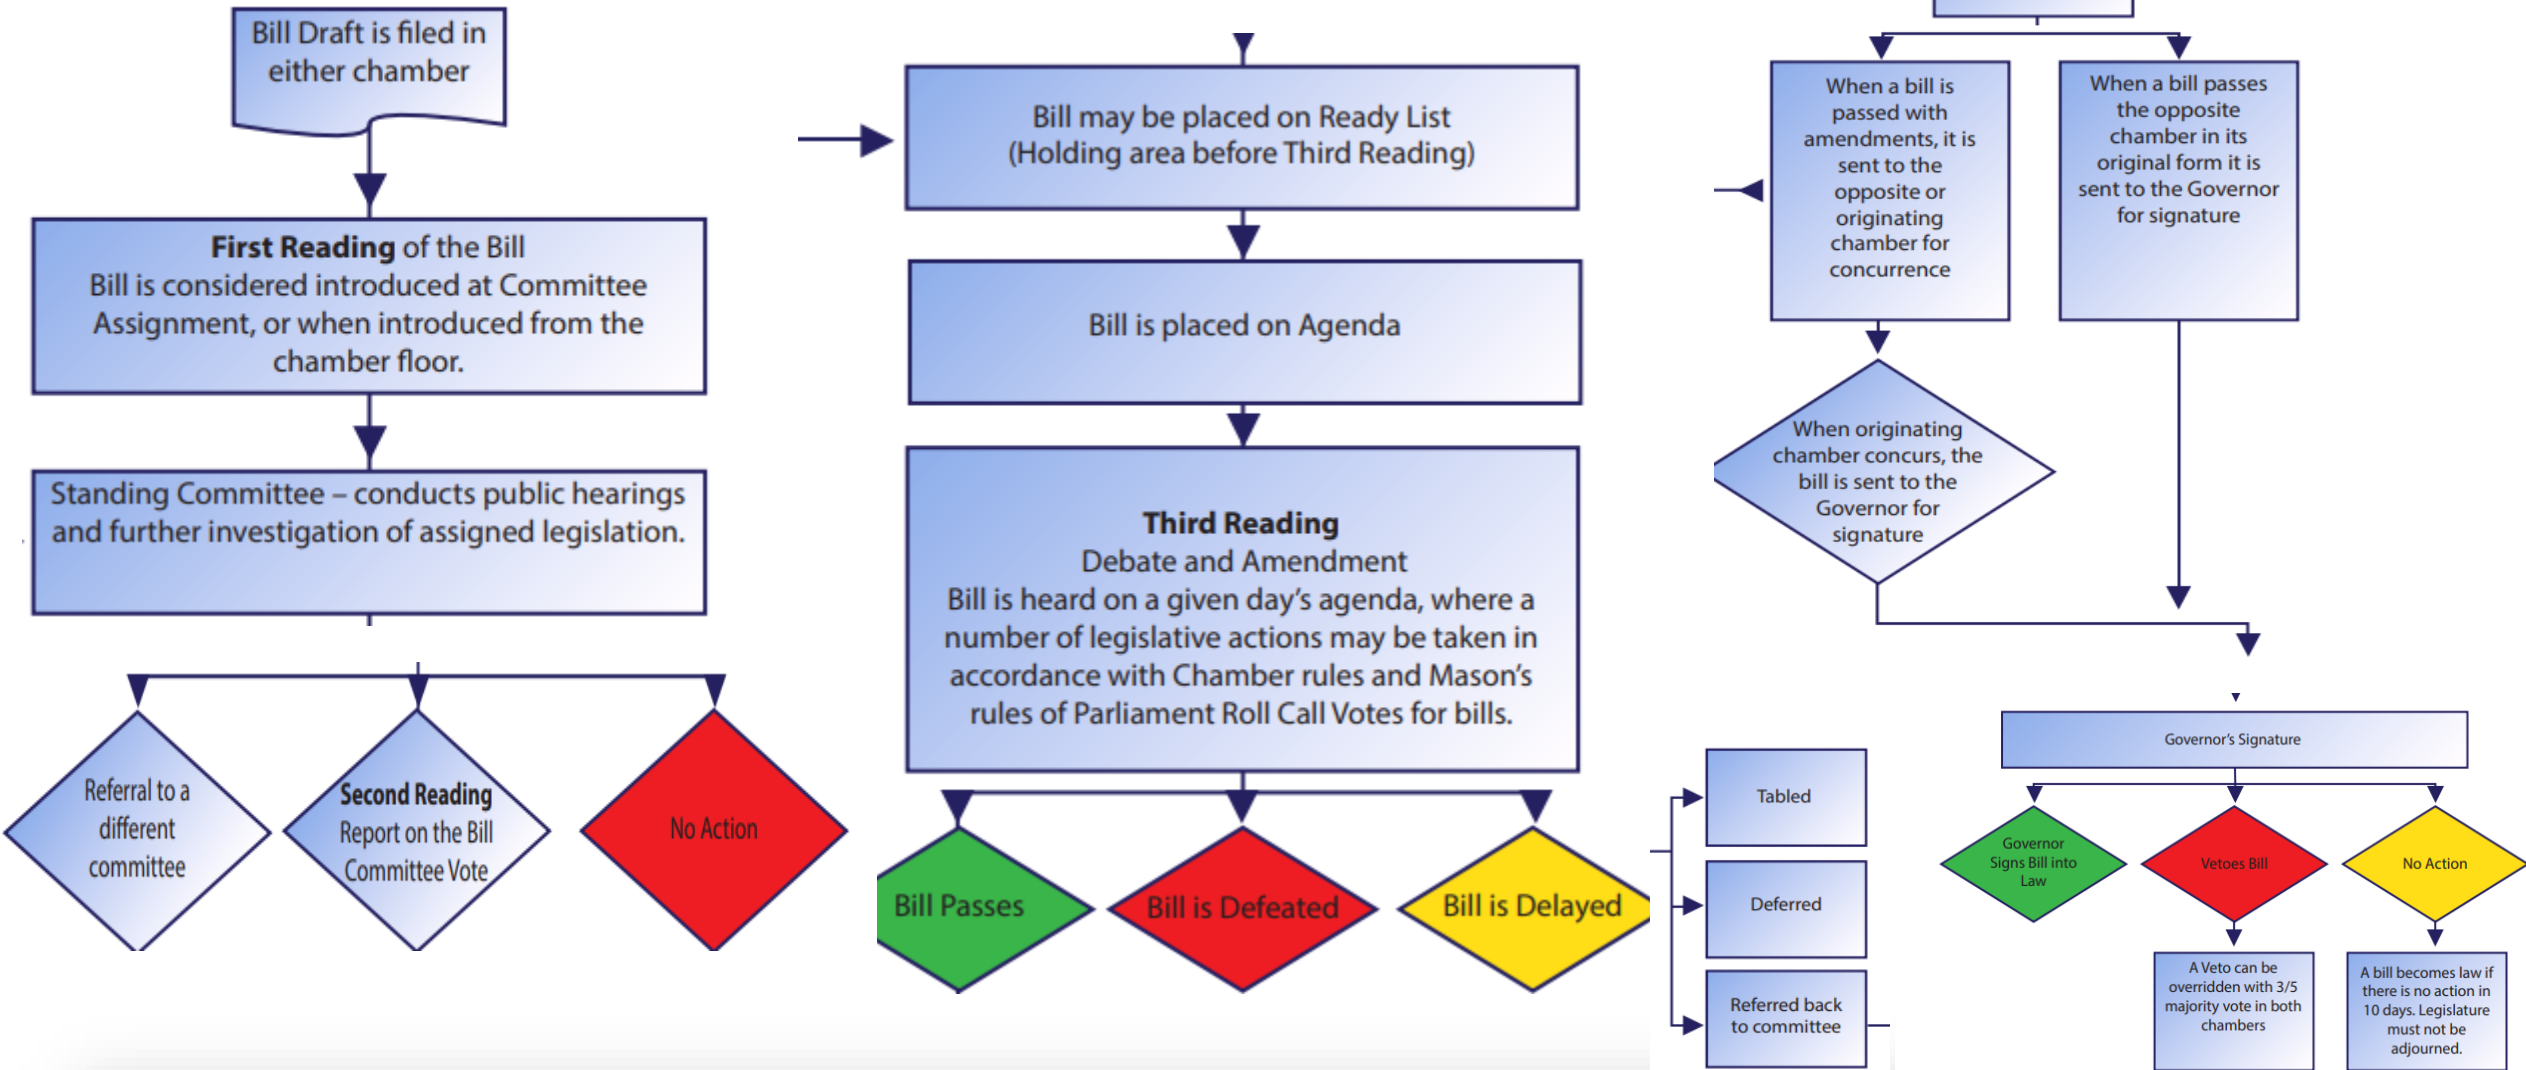 Bill Draft is filed in
either chamber
First Reading of the Bill
Bill is considered introduced at Committee
Assignment, or when introduced from the
chamber floor.
Standing Committee – conducts public hearings
and further investigation of assigned legislation.
Referral to a
different
committee
Second Reading
Report on the Bill
Committee Vote
No Action
Bill may be placed on Ready List
(Holding area before Third Reading)
Bill is placed on Agenda
Third Reading
Debate and Amendment
Bill is heard on a given day's agenda, where a
number of legislative actions may be taken in
accordance with Chamber rules and Mason's
rules of Parliament Roll Call Votes for bills.
Bill Passes
Bill is Defeated
Bill is Delayed
Tabled
Deferred
Referred back
to committee
When a bill is
passed with
amendments, it is
sent to the
opposite or
originating
chamber for
concurrence
When a bill passes
the opposite
chamber in its
original form it is
sent to the Governor
for signature
When originating
chamber concurs, the
bill is sent to the
Governor for
signature
Governor's Signature
Governor
Signs Bill into
Law
Vetoes Bill
No Action
A Veto can be
overridden with 3/5
majority vote in both
chambers
A bill becomes law if
there is no action in
10 days. Legislature
must not be
adjourned.